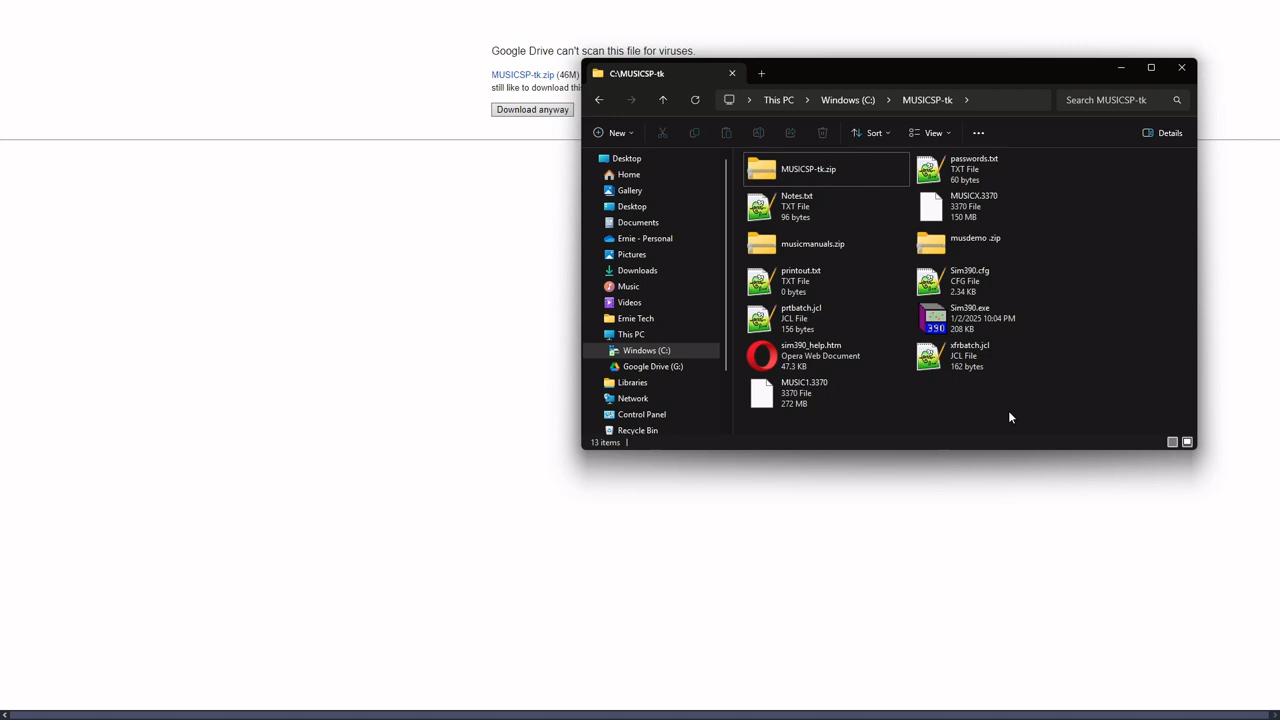 Google Drive can't scan this file for viruses.
MUSICSP-tk.zip (46M)
still like to download this
Download anyway
C:\MUSICSP-tk
This PC
Windows (C:)
MUSICSP-tk
Search MUSICSP-tk
New
Sort
View
Details
Desktop
Home
Gallery
Desktop
Documents
Ernie - Personal
Pictures
Downloads
Music
Videos
Ernie Tech
This PC
Windows (C:)
Google Drive (G:)
Libraries
Network
Control Panel
Recycle Bin
MUSICSP-tk.zip
passwords.txt
TXT File
60 bytes
Notes.txt
TXT File
96 bytes
MUSICX.3370
3370 File
150 MB
musicmanuals.zip
musdemo .zip
printout.txt
TXT File
0 bytes
Sim390.cfg
CFG File
2.34 KB
prtbatch.jcl
JCL File
156 bytes
390
Sim390.exe
1/2/2025 10:04 PM
208 KB
sim390_help.htm
Opera Web Document
47.3 KB
xfrbatch.jcl
JCL File
162 bytes
MUSIC1.3370
3370 File
272 MB
13 items